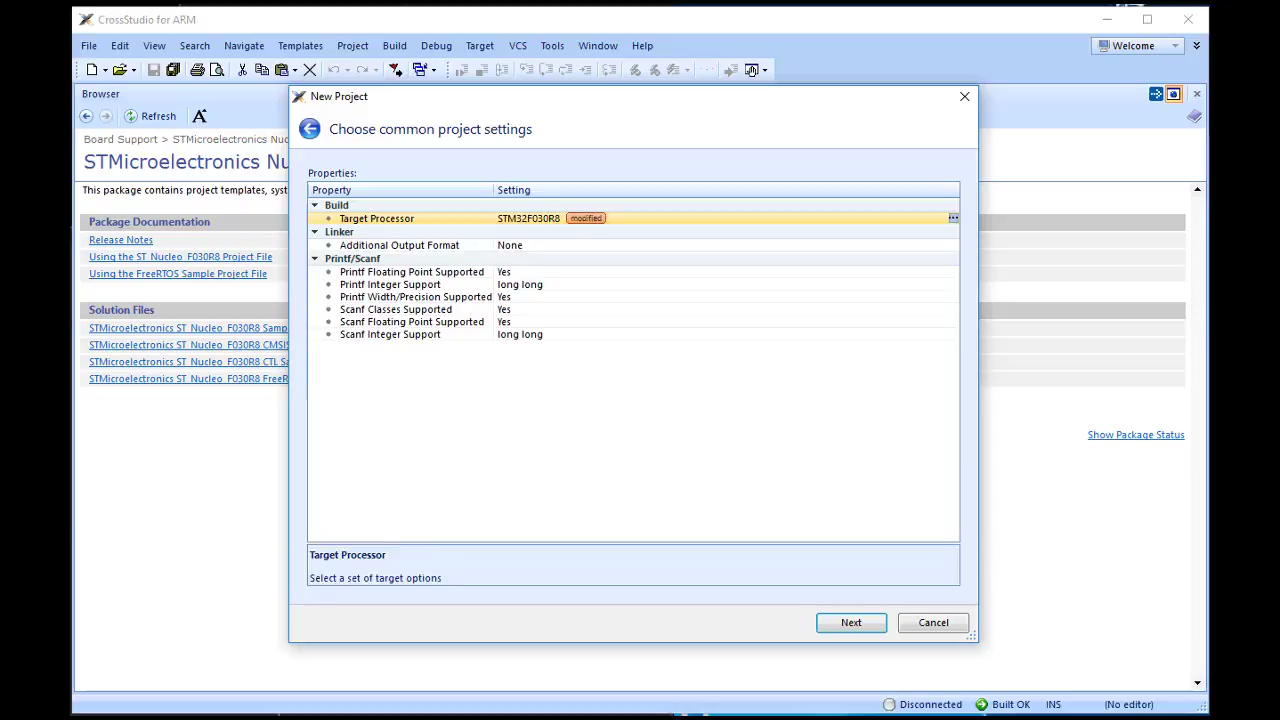 CrossStudio for ARM
File Edit View Search Navigate Templates Project Build Debug Target VCS Tools Window Help
Welcome
Browser
Refresh
Board Support > STMicroelectronics Nuc
STMicroelectronics Nu
This package contains project templates, syst
Package Documentation
Release Notes
Using the ST_Nucleo_F030R8 Project File
Using the FreeRTOS Sample Project File
Solution Files
STMicroelectronics ST_Nucleo_F030R8 Samp
STMicroelectronics ST_Nucleo_F030R8 CMSIS
STMicroelectronics ST_Nucleo_F030R8 CTL Sa
STMicroelectronics ST_Nucleo_F030R8 FreeR
Show Package Status
New Project
Choose common project settings
Properties:
Property Setting
Build
Target Processor STM32F030R8 modified
Linker
Additional Output Format None
Printf/Scanf
Printf Floating Point Supported Yes
Printf Integer Support long long
Printf Width/Precision Supported Yes
Scanf Classes Supported Yes
Scanf Floating Point Supported Yes
Scanf Integer Support long long
Target Processor
Select a set of target options
Next Cancel
Disconnected Built OK INS (No editor)